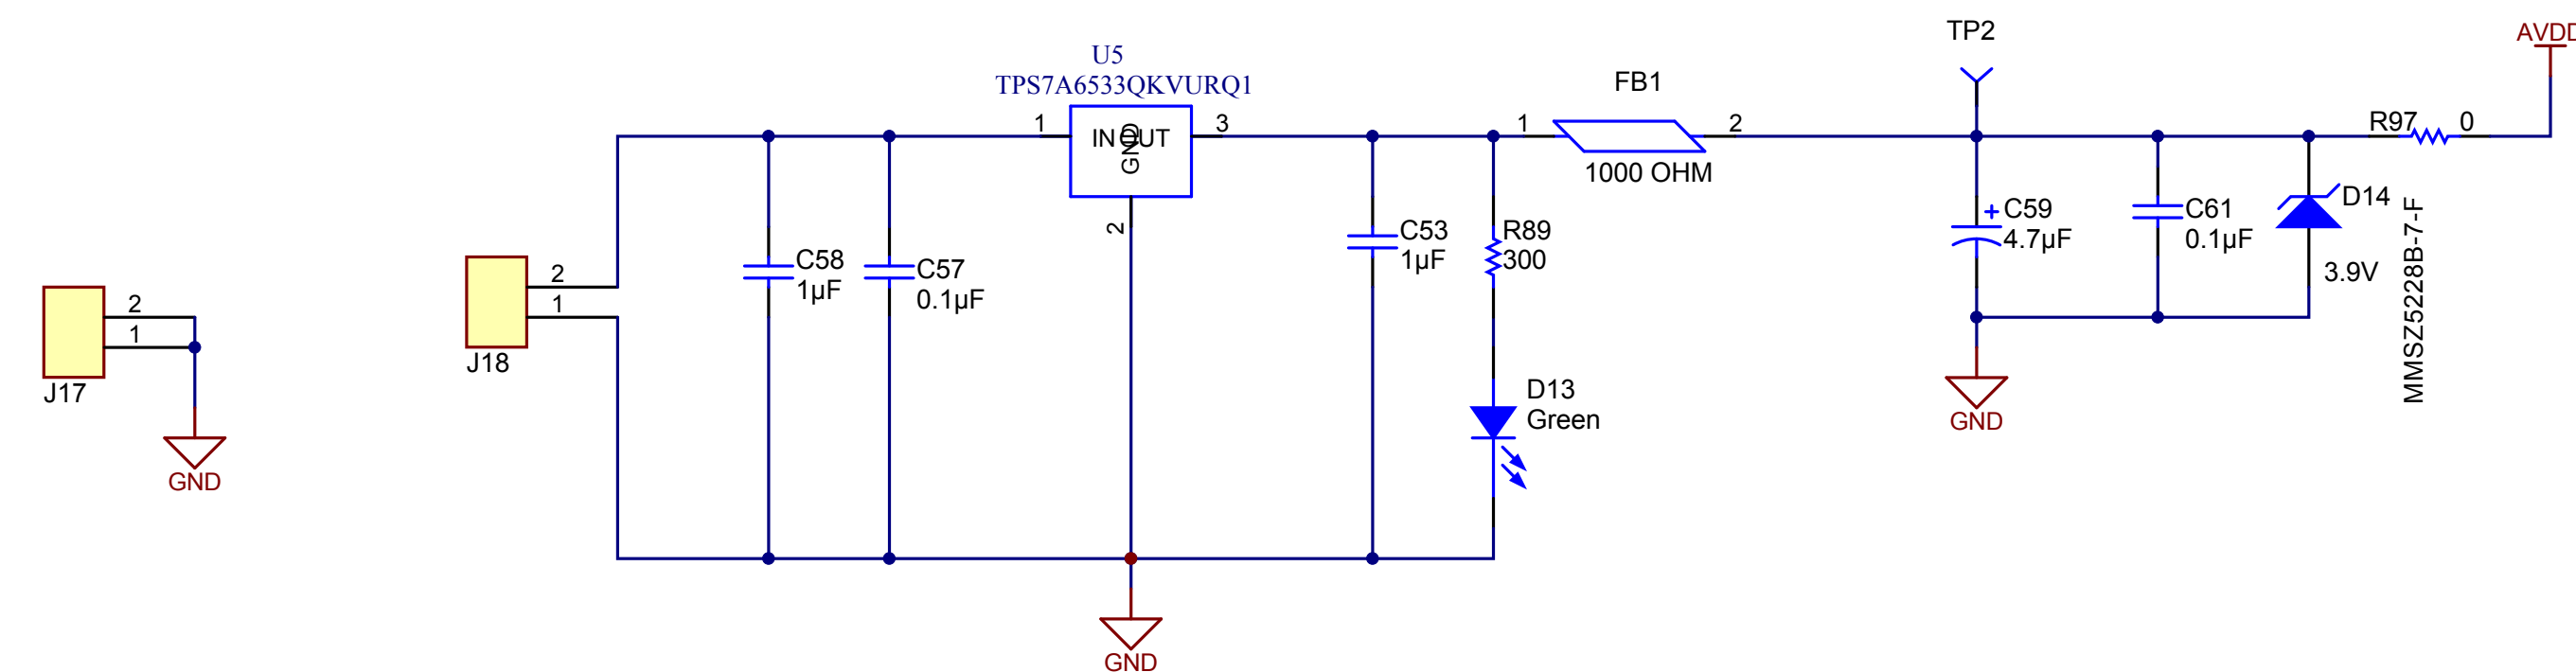 J17
2
1
GND
J18
2
1
C58
1µF
C57
0.1µF
U5
TPS7A6533QKVURQ1
1
IN
OUT
GND
3
2
GND
C53
1µF
R89
300
D13
Green
FB1
1
2
1000 OHM
TP2
C59
4.7µF
GND
C61
0.1µF
D14
3.9V
MMSZ5228B-7-F
R97
0
AVDD